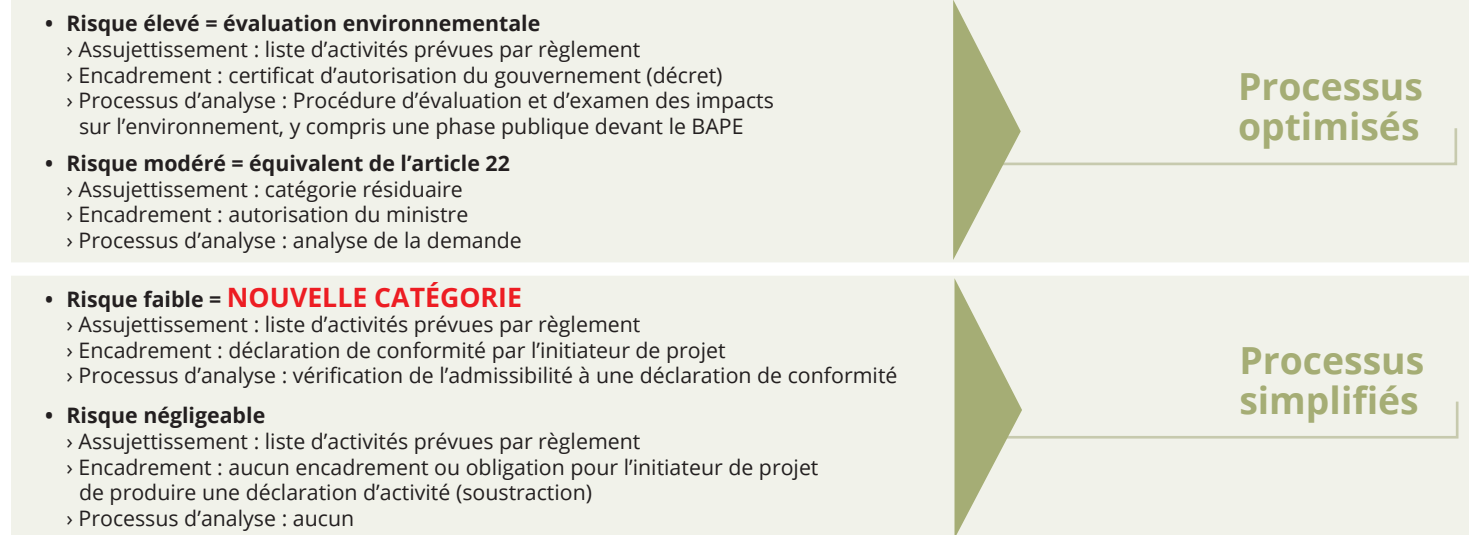 • Risque élevé = évaluation environnementale
› Assujettissement : liste d’activités prévues par règlement
› Encadrement : certificat d’autorisation du gouvernement (décret)
› Processus d’analyse : Procédure d’évaluation et d’examen des impacts
sur l’environnement, y compris une phase publique devant le BAPE
• Risque modéré = équivalent de l’article 22
› Assujettissement : catégorie résiduaire
› Encadrement : autorisation du ministre
› Processus d’analyse : analyse de la demande
Processus
optimisés
• Risque faible = NOUVELLE CATÉGORIE
› Assujettissement : liste d’activités prévues par règlement
› Encadrement : déclaration de conformité par l’initiateur de projet
› Processus d’analyse : vérification de l’admissibilité à une déclaration de conformité
• Risque négligeable
› Assujettissement : liste d’activités prévues par règlement
› Encadrement : aucun encadrement ou obligation pour l’initiateur de projet
de produire une déclaration d’activité (soustraction)
› Processus d’analyse : aucun
Processus
simplifiés